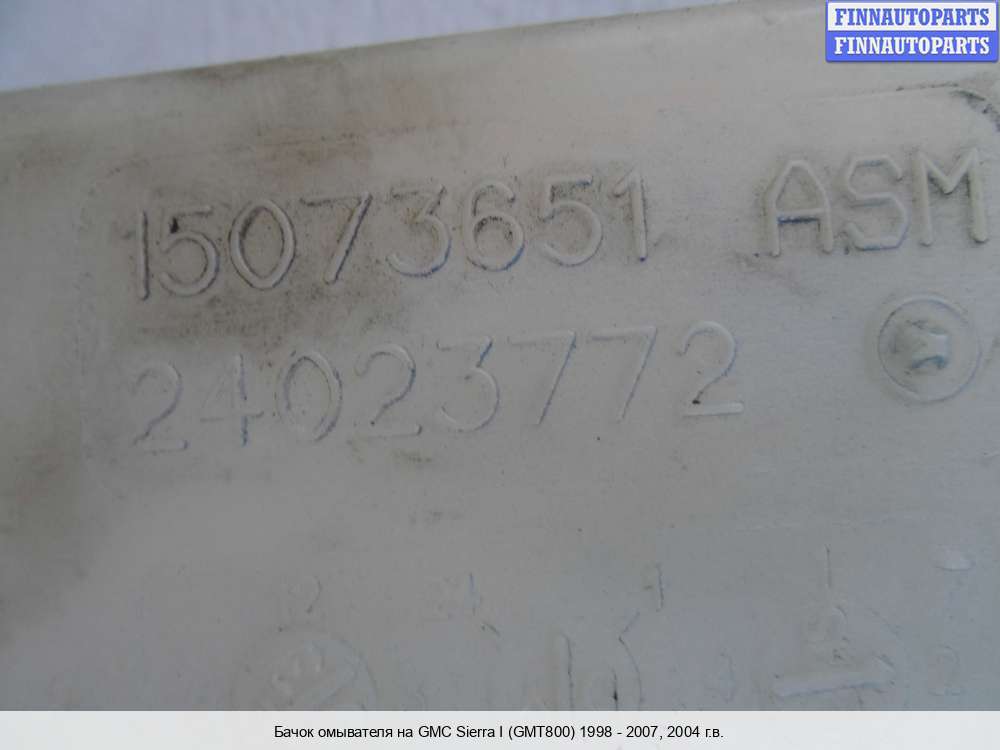 FINNAUTOPARTS
FINNAUTOPARTS
15073651 ASM
24023772
Бачок омывателя на GMC Sierra I (GMT800) 1998 - 2007, 2004 г.в.